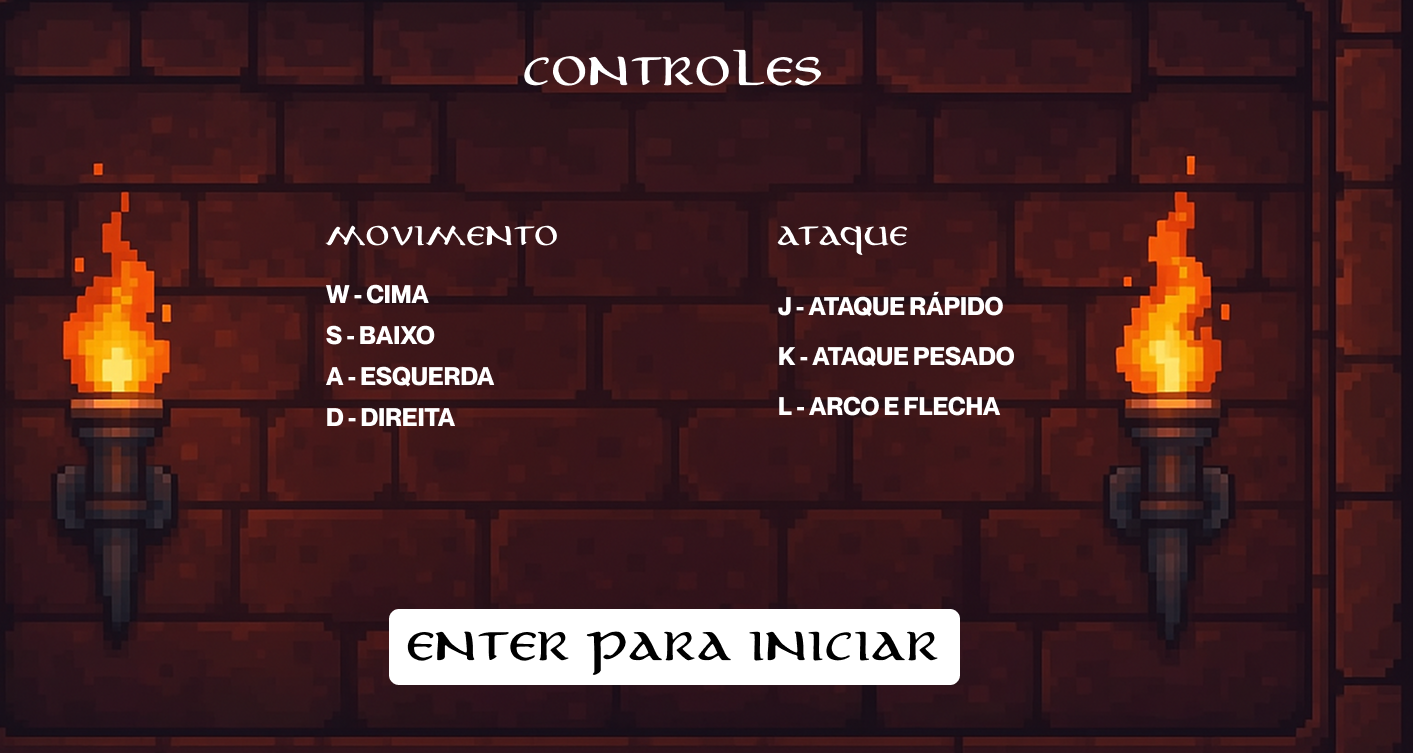 CONTROLES
MOVIMENTO
W - CIMA
S - BAIXO
A - ESQUERDA
D - DIREITA
ATAQUE
J - ATAQUE RÁPIDO
K - ATAQUE PESADO
L - ARCO E FLECHA
ENTER PARA INICIAR